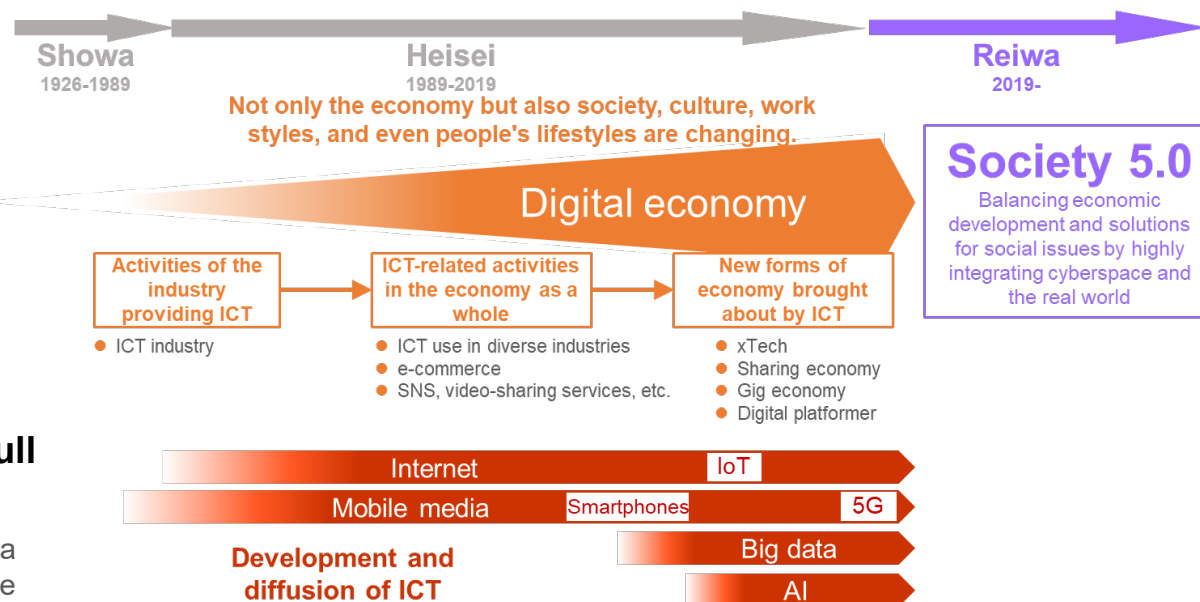 Showa
1926-1989
Heisei
1989-2019
Reiwa
2019-
Not only the economy but also society, culture, work
styles, and even people's lifestyles are changing.
Digital economy
Society 5.0
Balancing economic
development and solutions
for social issues by highly
integrating cyberspace and
the real world
Activities of the
industry
providing ICT
ICT-related activities
in the economy as a
whole
New forms of
economy brought
about by ICT
ICT industry
ICT use in diverse industries
e-commerce
SNS, video-sharing services, etc.
xTech
Sharing economy
Gig economy
Digital platformer
ull
a
e
Internet
IoT
Mobile media
Smartphones
5G
Big data
AI
Development and
diffusion of ICT